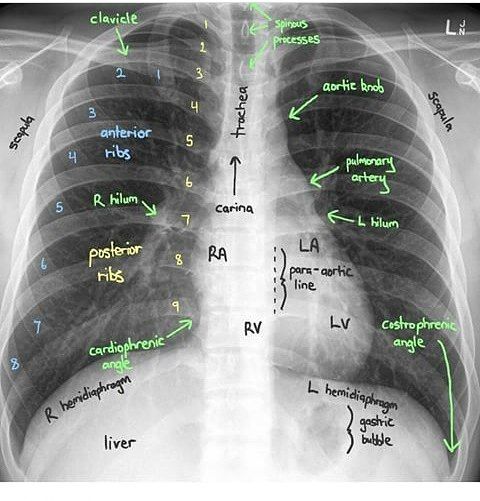 clavicle
spinous
processes
L J.N
1
2
3
4
5
6
7
8
9
2 1
3
4
5
6
7
8
anterior
ribs
posterior
ribs
scapula
scapula
trachea
aortic knob
pulmonary
artery
R hilum
carina
L hilum
RA
LA
para-aortic
line
RV
LV
cardiophrenic
angle
costrophrenic
angle
R hemidiaphragm
L hemidiaphragm
liver
gastric
bubble